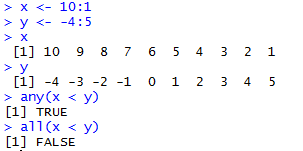 > x <- 10:1
> y <- -4:5
> x
[1] 10 9 8 7 6 5 4 3 2 1
> y
[1] -4 -3 -2 -1 0 1 2 3 4 5
> any(x < y)
[1] TRUE
> all(x < y)
[1] FALSE